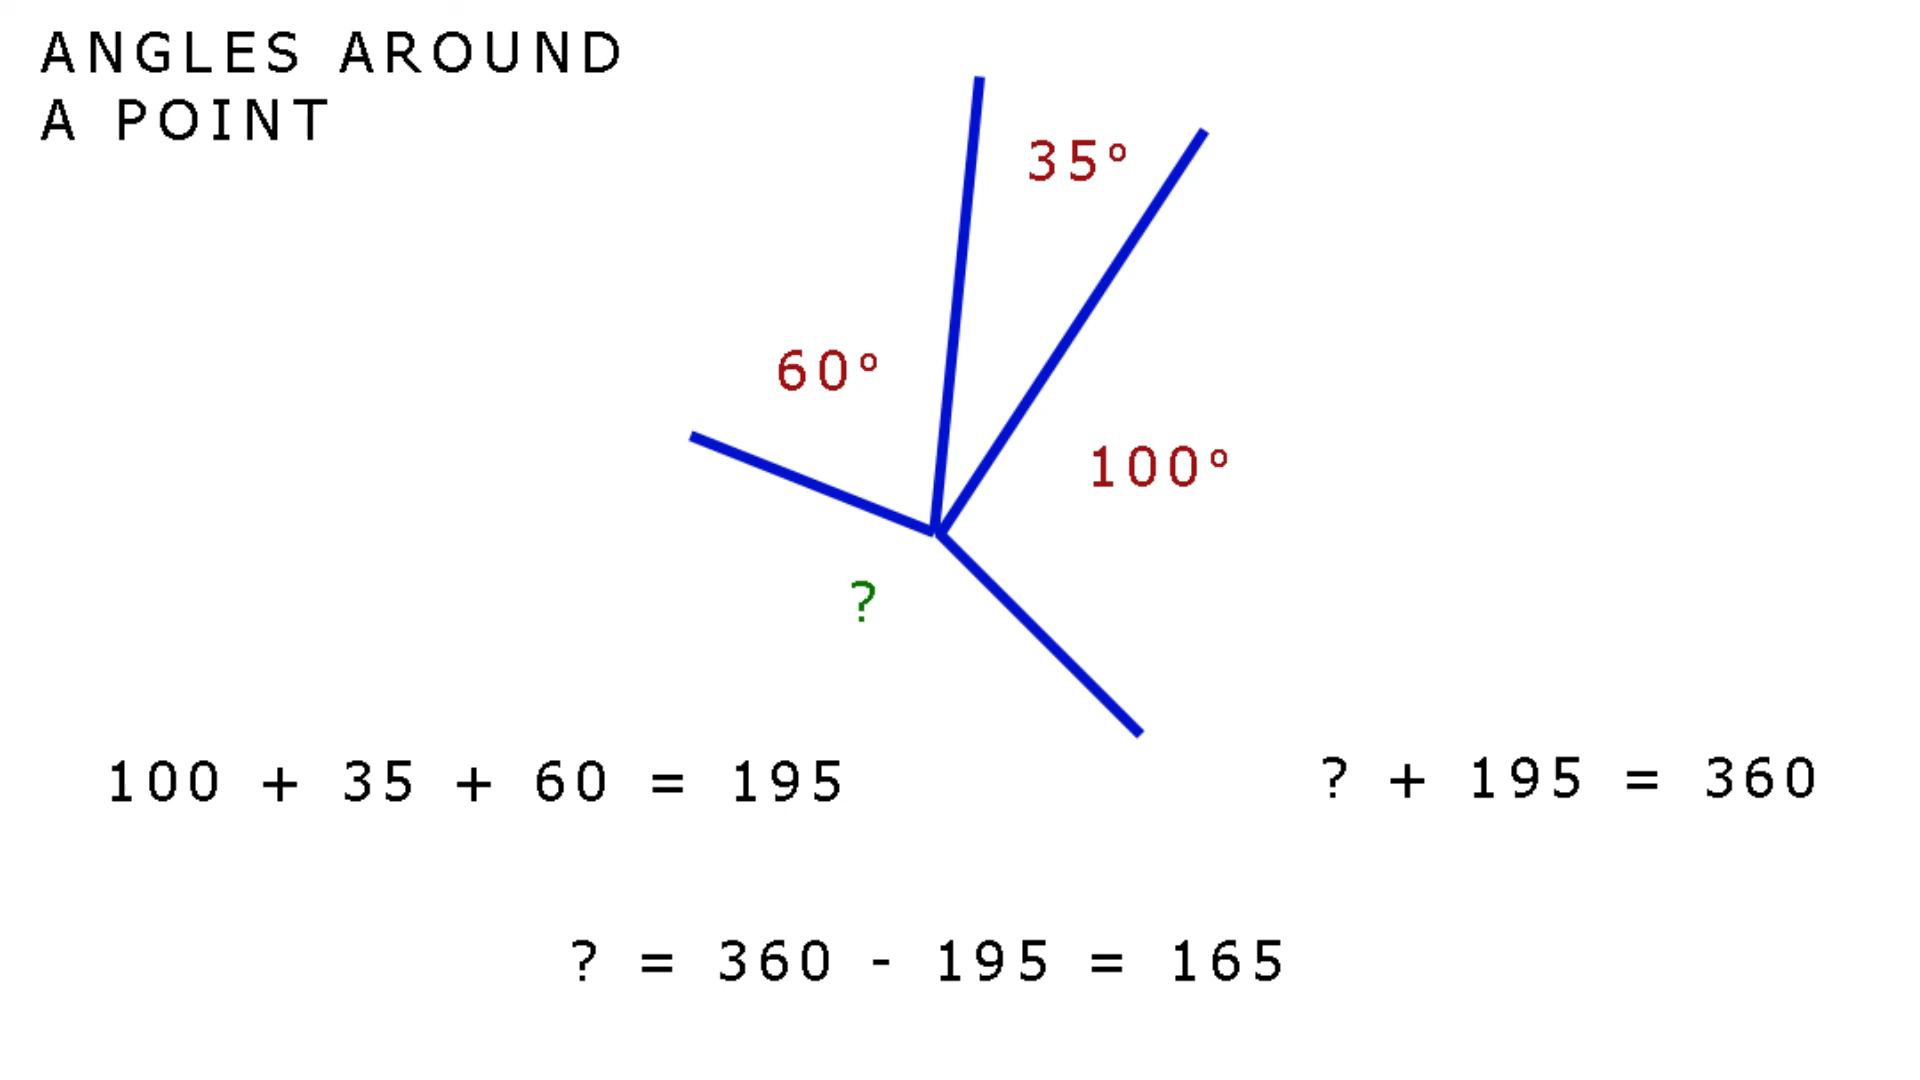 ANGLES AROUND
A POINT
35°
60°
100°
?
100 + 35 + 60 = 195
? + 195 = 360
? = 360 - 195 = 165